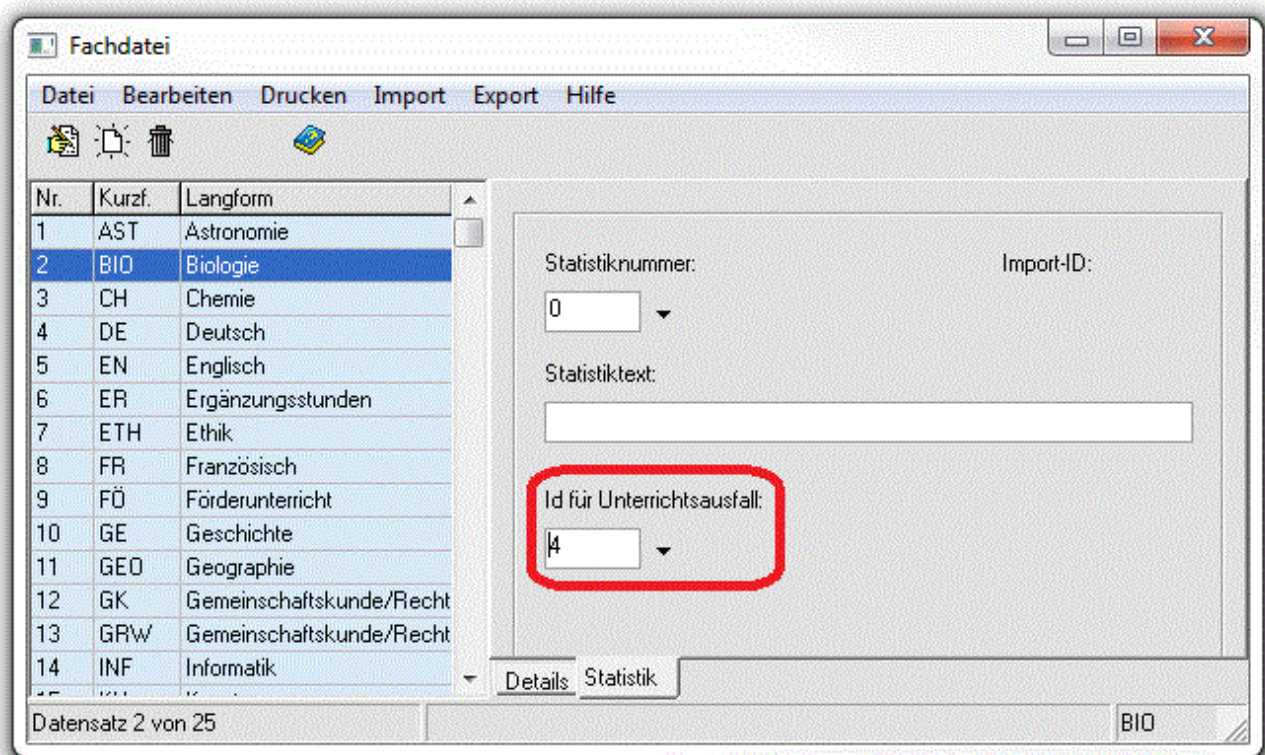 Fachdatei
Datei Bearbeiten Drucken Import Export Hilfe
Nr. Kurzf. Langform
1 AST Astronomie
2 BIO Biologie
3 CH Chemie
4 DE Deutsch
5 EN Englisch
6 ER Ergänzungsstunden
7 ETH Ethik
8 FR Französisch
9 FÖ Förderunterricht
10 GE Geschichte
11 GEO Geographie
12 GK Gemeinschaftskunde/Recht
13 GRW Gemeinschaftskunde/Recht
14 INF Informatik
Statistiknummer: Import-ID:
0
Statistiktext:
Id für Unterrichtsausfall:
4
Details Statistik
Datensatz 2 von 25 BIO